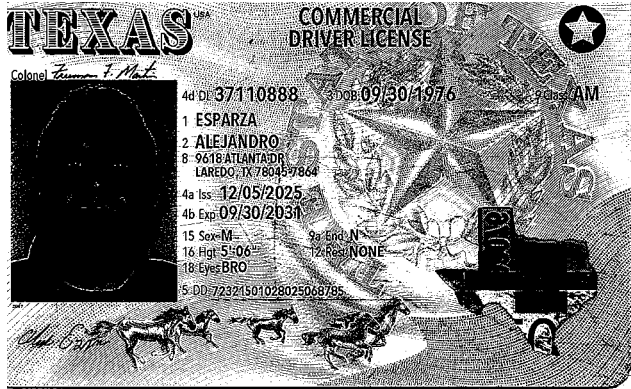 TEXAS USA
COMMERCIAL
DRIVER LICENSE
Colonel Freeman F. Martin
4d DL 37110888 3 DOB 09/30/1976 9 Class AM
1 ESPARZA
2 ALEJANDRO
8 9618 ATLANTA DR
LAREDO, TX 78045-7864
4a Iss 12/05/2025
4b Exp 09/30/2031
15 Sex M 9a End N
16 Hgt 5'-06" 12 Rest NONE
18 Eyes BRO
5 DD 72321501028025068785